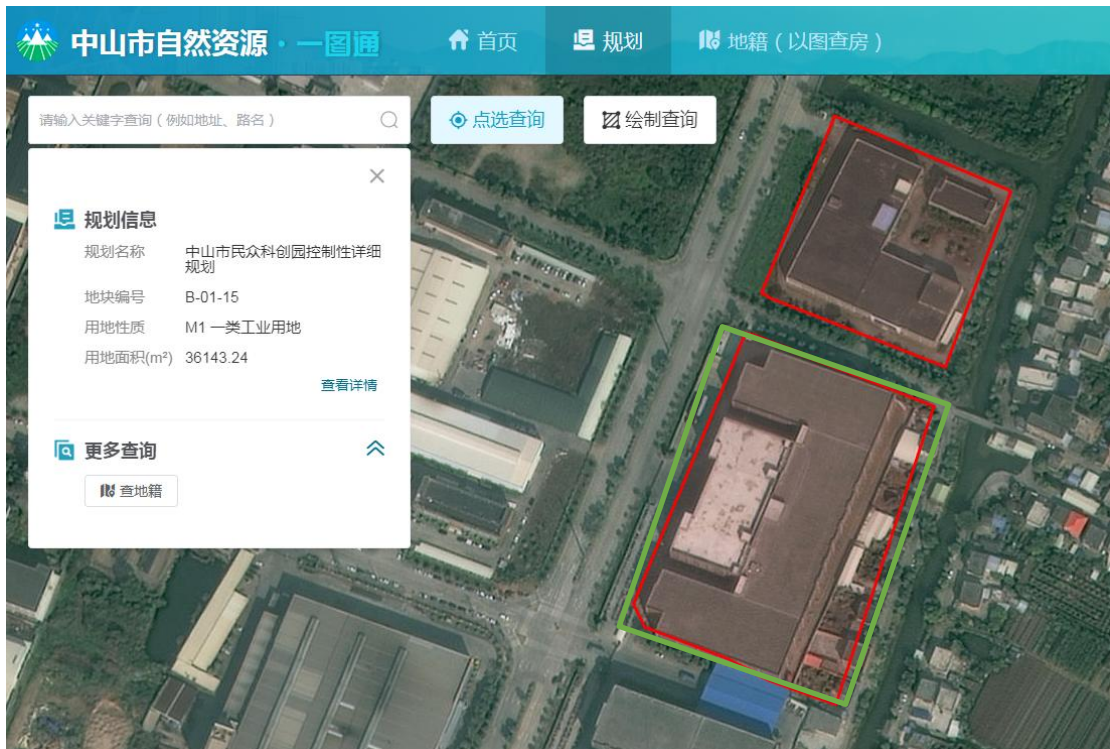 中山市自然资源·一图通
首页
规划
地籍(以图查房)
请输入关键字查询(例如地址、路名)
点选查询
绘制查询
规划信息
规划名称 中山市民众科创园控制性详细
规划
地块编号 B-01-15
用地性质 M1 一类工业用地
用地面积(m²) 36143.24
查看详情
更多查询
查地籍